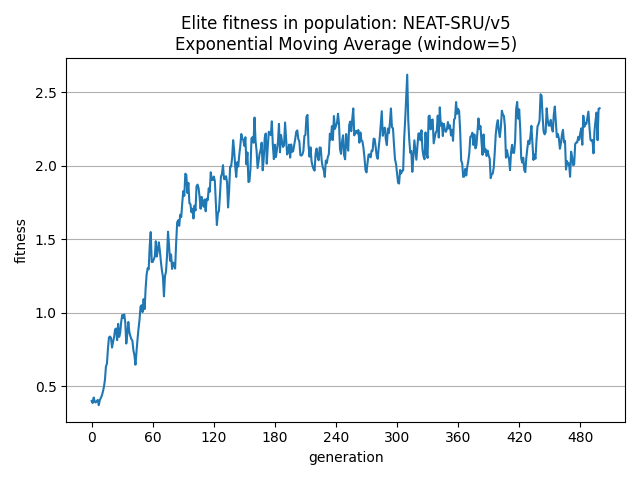 Elite fitness in population: NEAT-SRU/v5
Exponential Moving Average (window=5)
fitness
2.5
2.0
1.5
1.0
0.5
0 60 120 180 240 300 360 420 480
generation